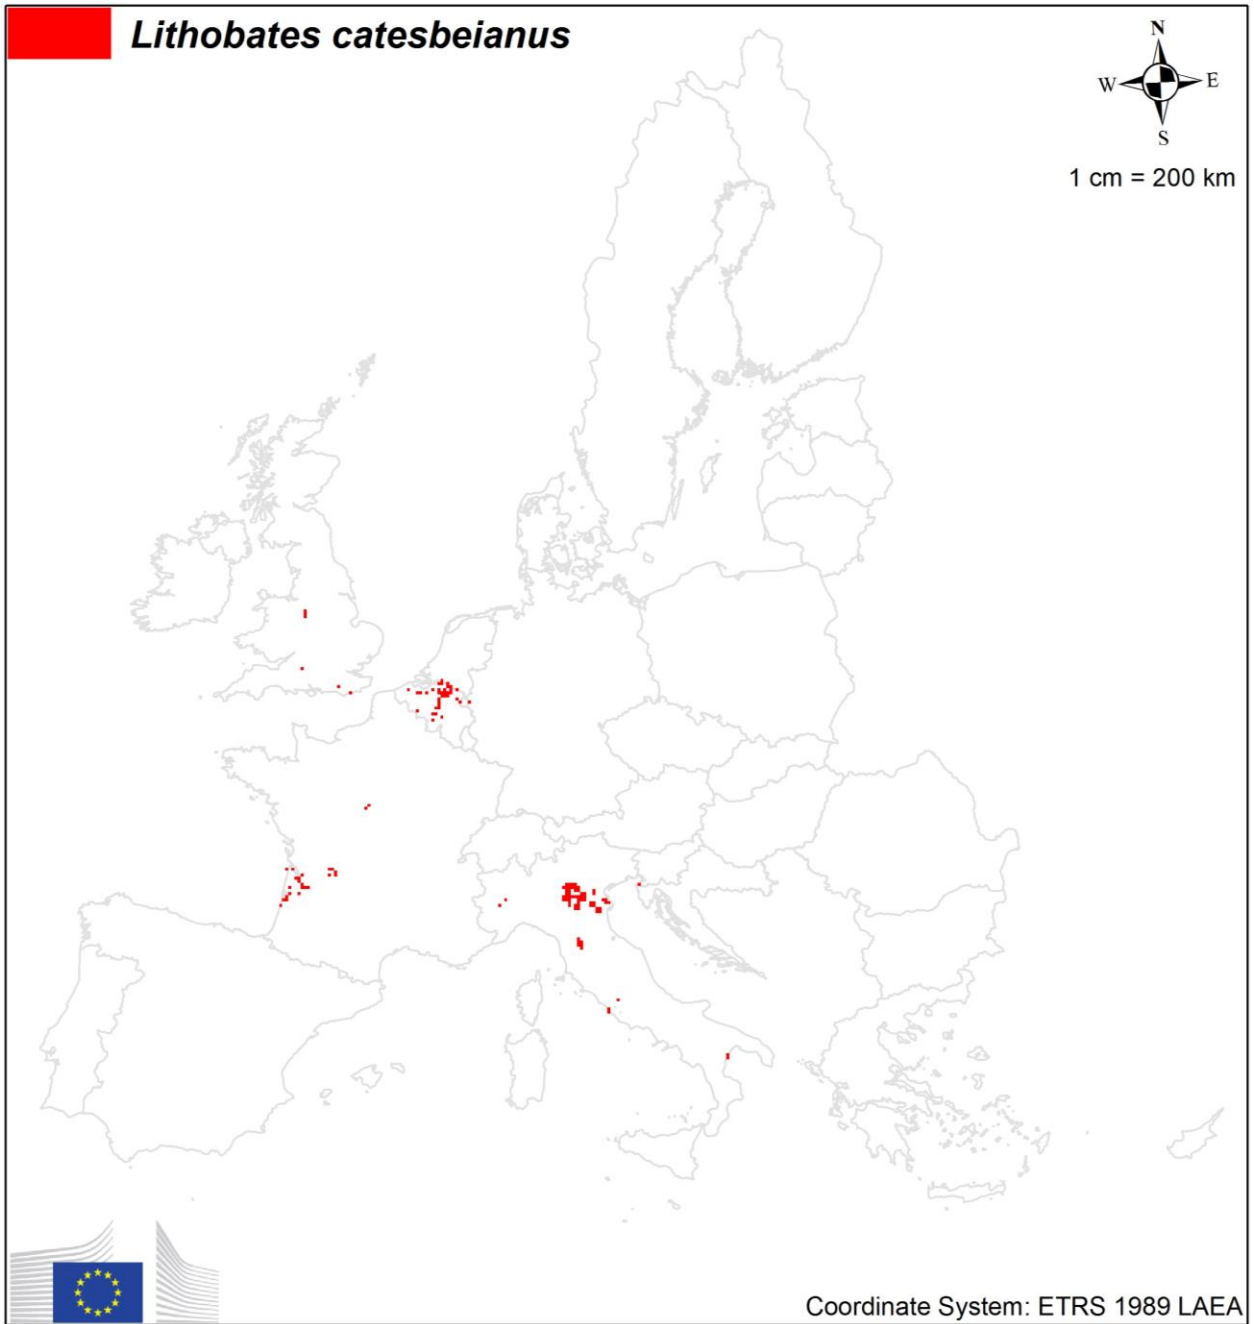 Lithobates catesbeianus
N
W E
S
1 cm = 200 km
Coordinate System: ETRS 1989 LAEA